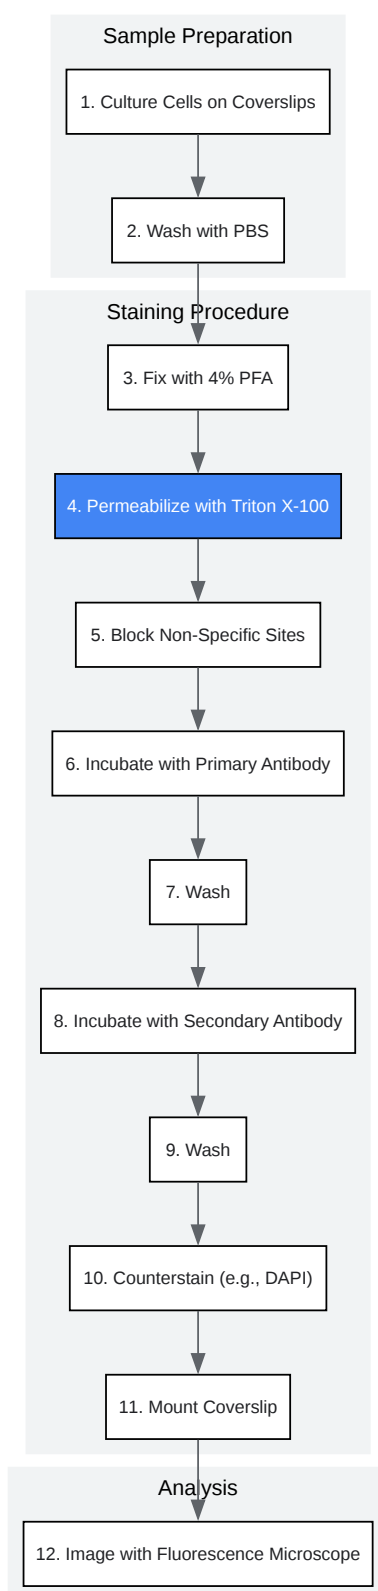 Sample Preparation
1. Culture Cells on Coverslips
2. Wash with PBS
Staining Procedure
3. Fix with 4% PFA
4. Permeabilize with Triton X-100
5. Block Non-Specific Sites
6. Incubate with Primary Antibody
7. Wash
8. Incubate with Secondary Antibody
9. Wash
10. Counterstain (e.g., DAPI)
11. Mount Coverslip
Analysis
12. Image with Fluorescence Microscope